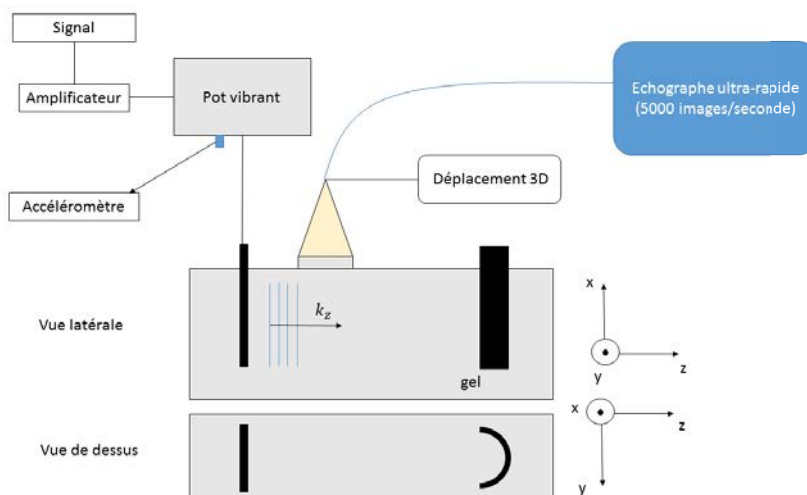 Signal
Amplificateur
Pot vibrant
Echographe ultra-rapide
(5000 images/seconde)
Déplacement 3D
Accéléromètre
Vue latérale
k_z
gel
x
y
z
Vue de dessus
x
z
y